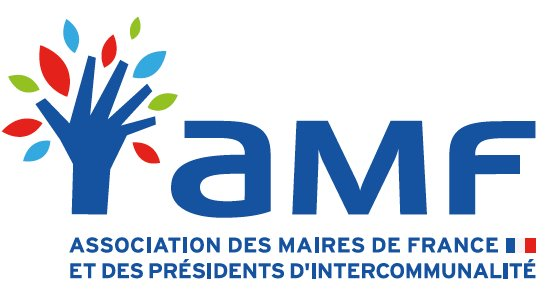 aMF
ASSOCIATION DES MAIRES DE FRANCE
ET DES PRÉSIDENTS D'INTERCOMMUNALITÉ